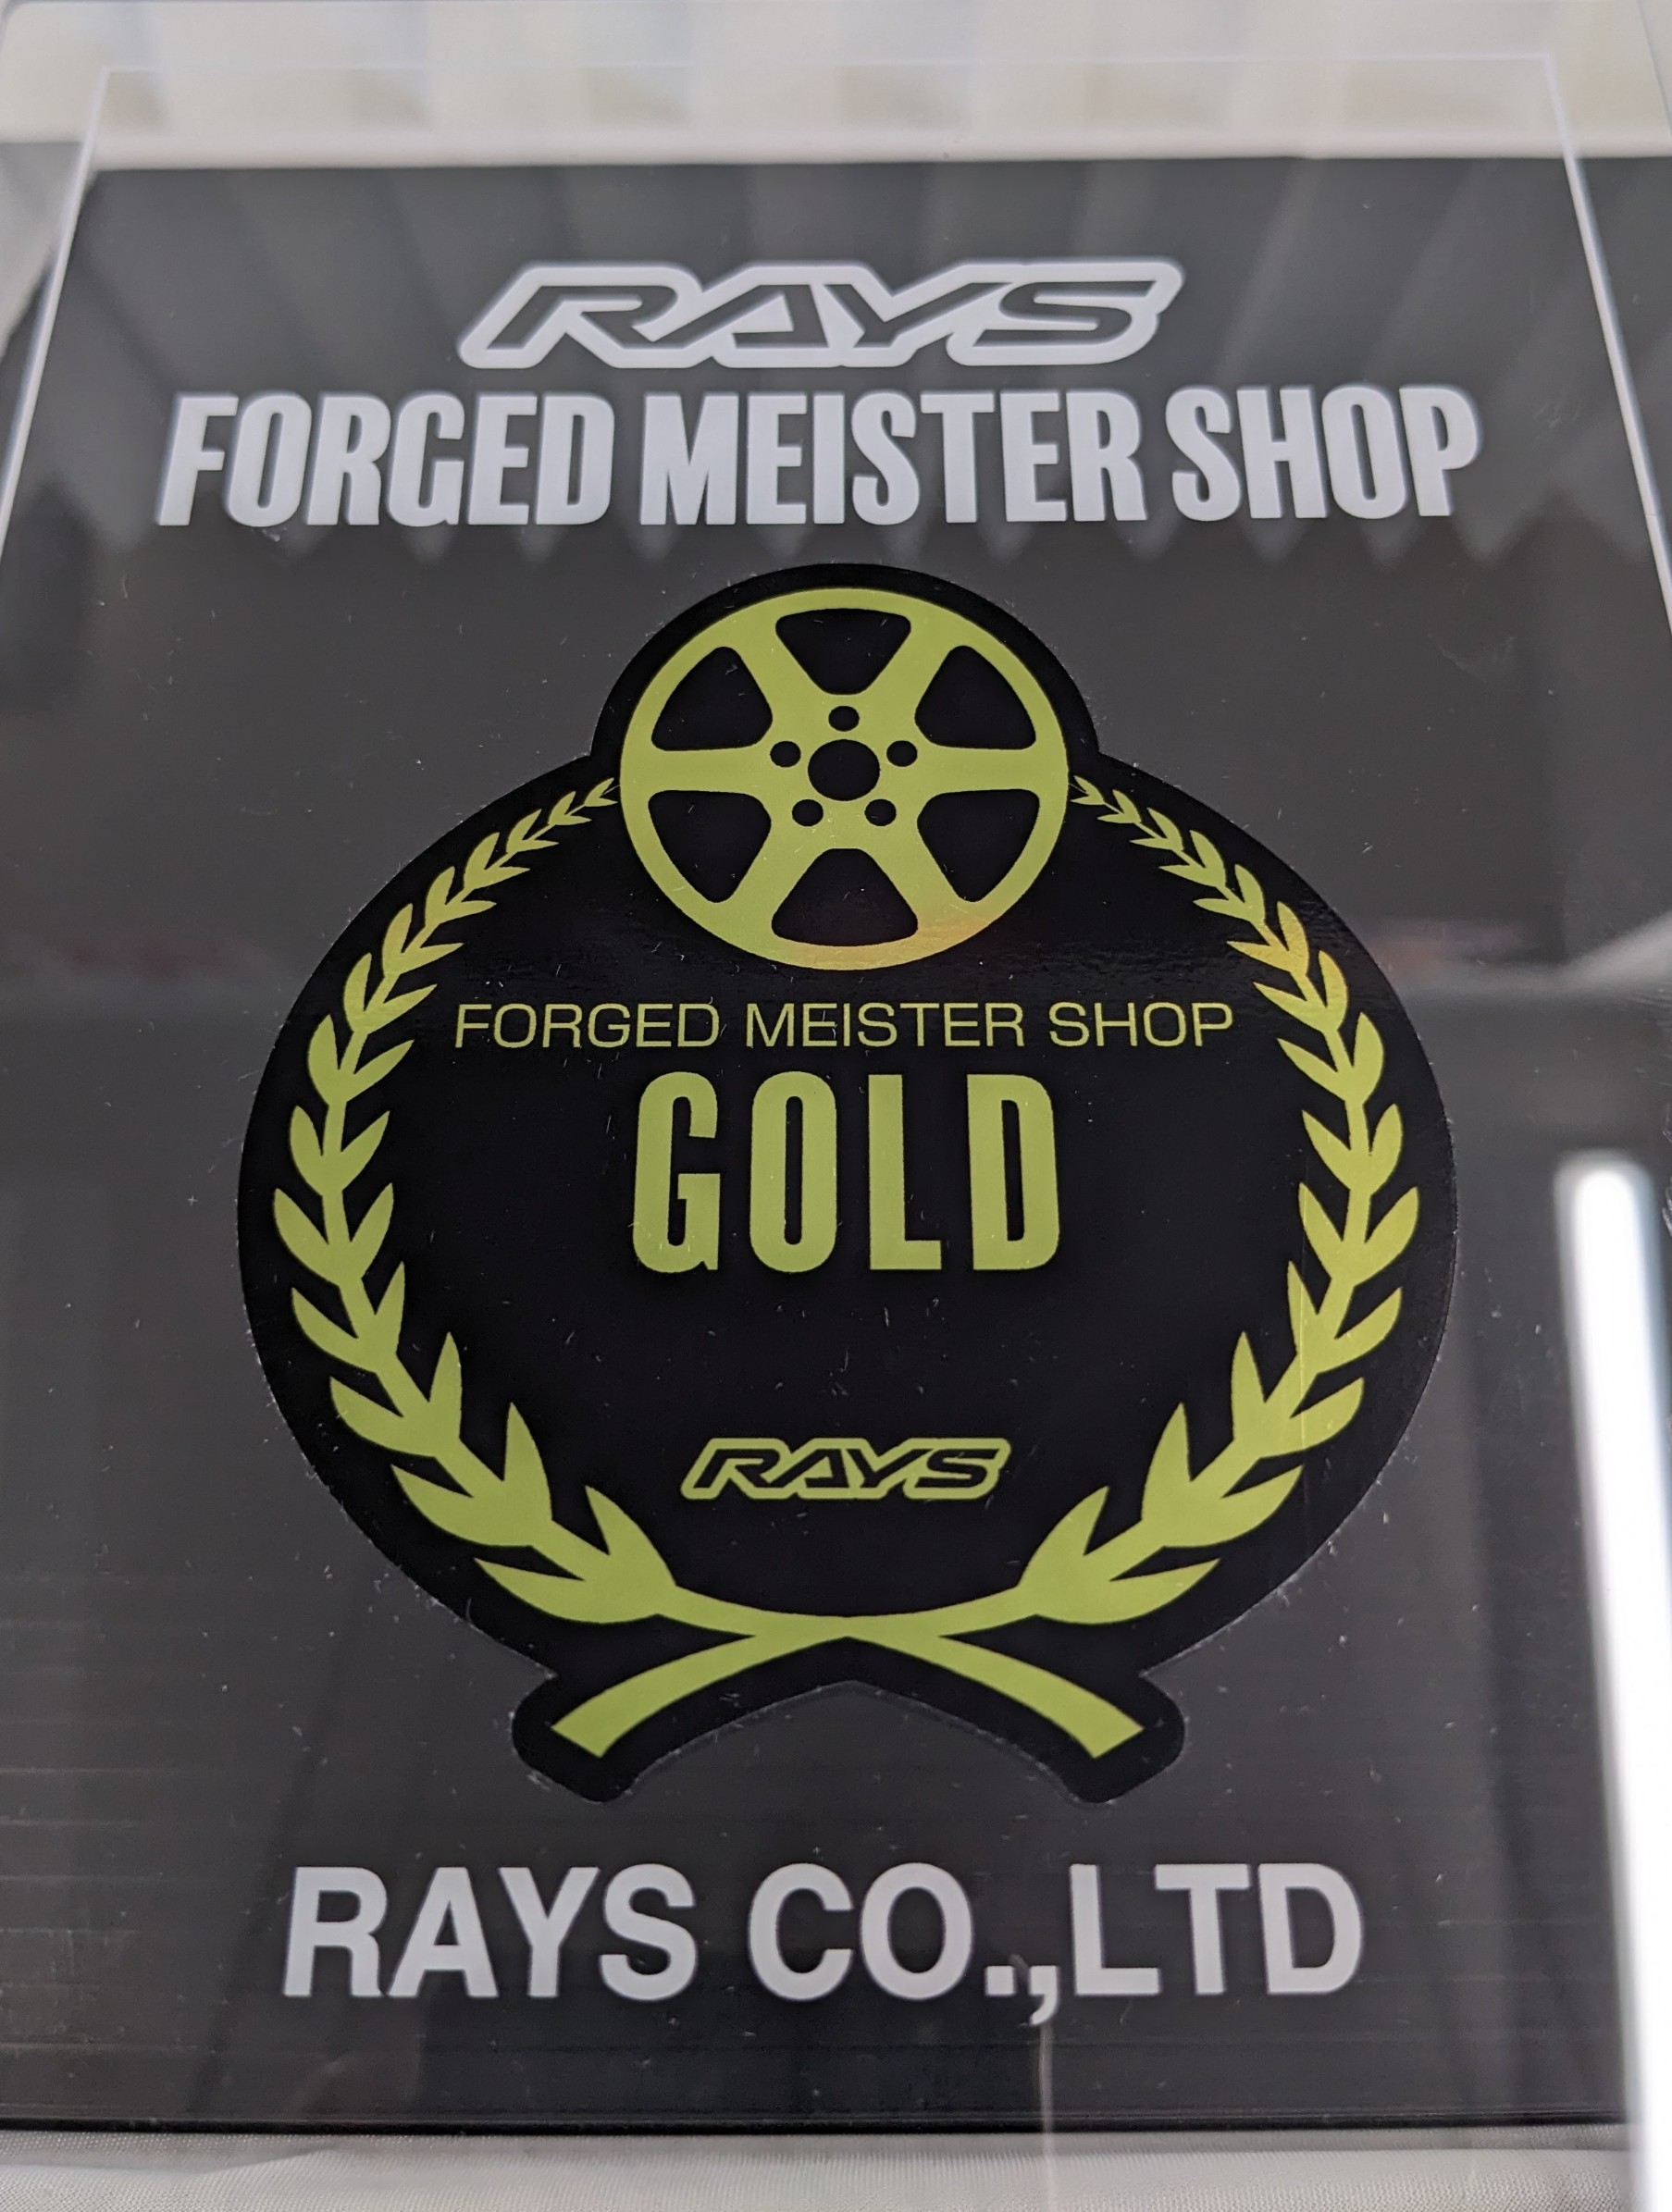 RAYS
FORGED MEISTER SHOP
FORGED MEISTER SHOP
GOLD
RAYS
RAYS CO.,LTD